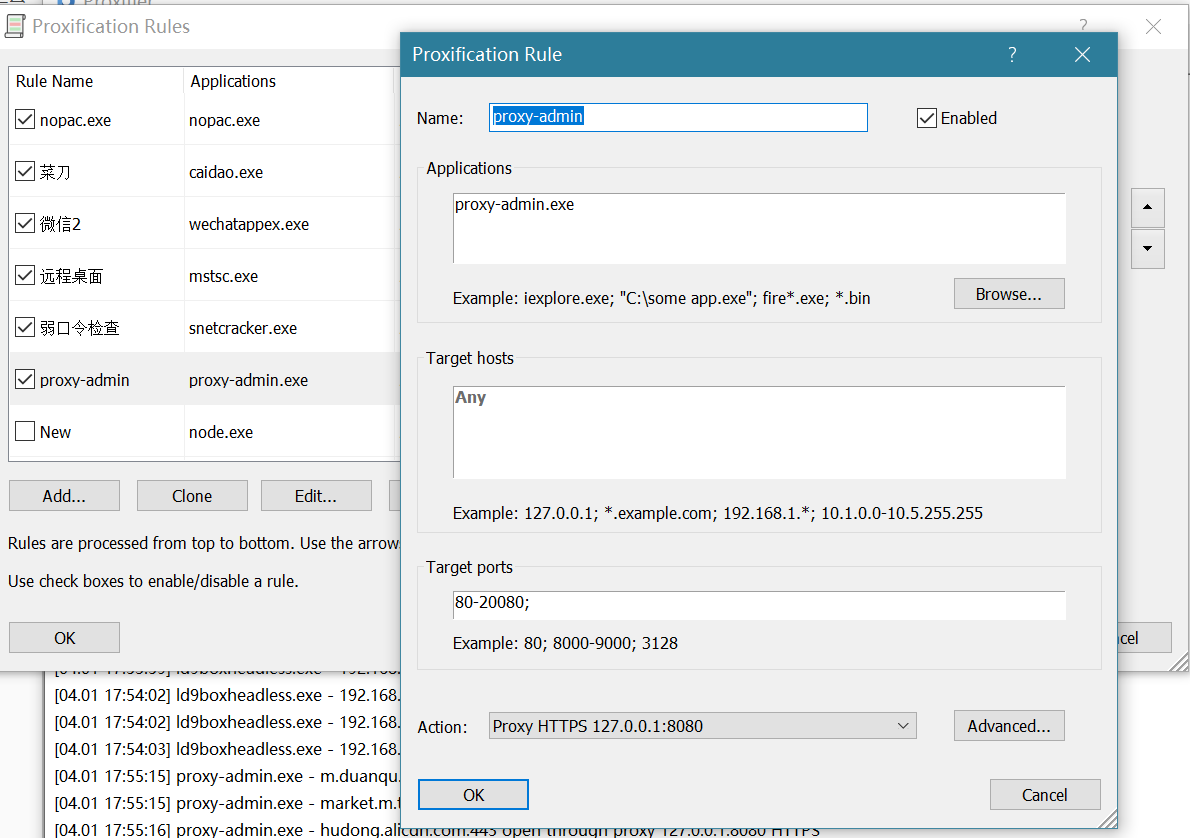 Proxifier
Proxification Rules
?
Rule Name
Applications
nopac.exe
nopac.exe
菜刀
caidao.exe
微信2
wechatappex.exe
远程桌面
mstsc.exe
弱口令检查
snetcracker.exe
proxy-admin
proxy-admin.exe
New
node.exe
Add...
Clone
Edit...
Rules are processed from top to bottom. Use the arrow
Use check boxes to enable/disable a rule.
OK
cel
Proxification Rule
?
Name:
proxy-admin
Enabled
Applications
proxy-admin.exe
Example: iexplore.exe; "C:\some app.exe"; fire*.exe; *.bin
Browse...
Target hosts
Any
Example: 127.0.0.1; *.example.com; 192.168.1.*; 10.1.0.0-10.5.255.255
Target ports
80-20080;
Example: 80; 8000-9000; 3128
Action:
Proxy HTTPS 127.0.0.1:8080
Advanced...
OK
Cancel
[04.01 17:54:02] ld9boxheadless.exe - 192.168.
[04.01 17:54:02] ld9boxheadless.exe - 192.168.
[04.01 17:54:03] ld9boxheadless.exe - 192.168.
[04.01 17:55:15] proxy-admin.exe - m.duanqu.
[04.01 17:55:15] proxy-admin.exe - market.m.t
[04.01 17:55:16] proxy-admin.exe - hudong.alicdn.com:443 open through proxy 127.0.0.1:8080 HTTPS